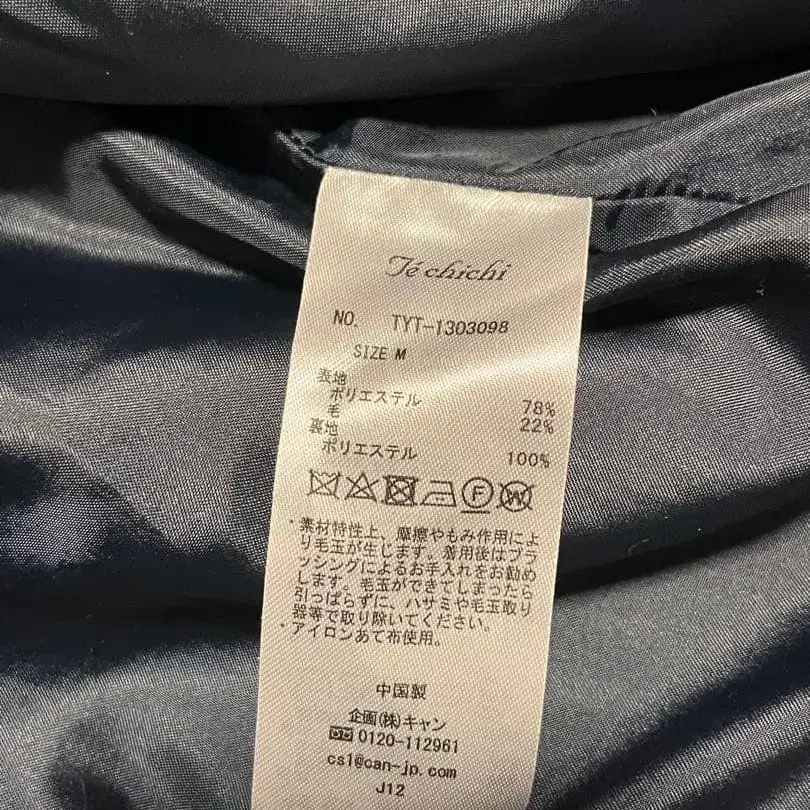 Té chichi
NO. TYT-1303098
SIZE M
表地
ポリエステル 78%
毛 22%
裏地
ポリエステル 100%
F W
・素材特性上、摩擦やもみ作用によ
り毛玉が生じます。着用後はブラ
ッシングによるお手入れをお勧め
します。毛玉ができてしまったら
引っぱらずに、ハサミや毛玉取り
器等で取り除いてください。
・アイロンあて布使用。
中国製
企画(株)キャン
0120-112961
cs1@can-jp.com
J12